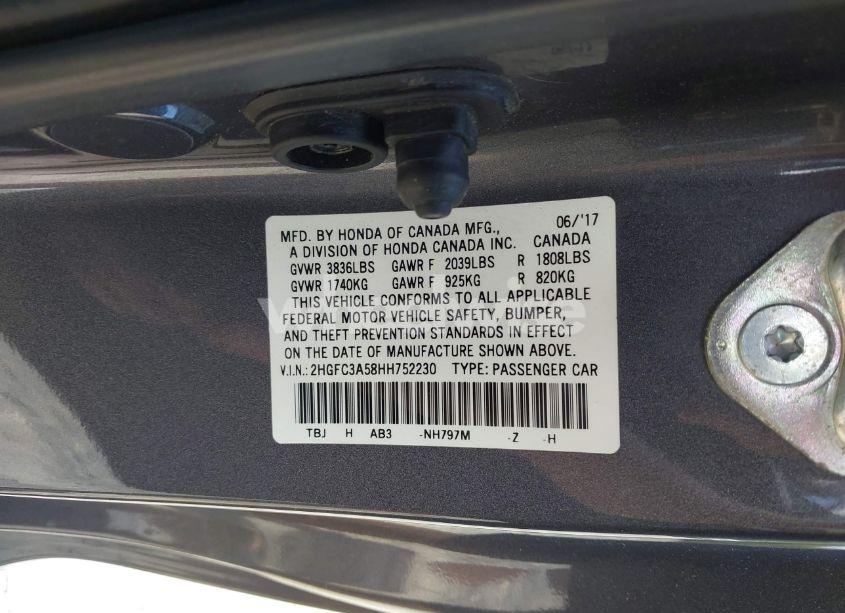 MFD. BY HONDA OF CANADA MFG., 06/'17
A DIVISION OF HONDA CANADA INC. CANADA
GVWR 3836LBS GAWR F 2039LBS R 1808LBS
GVWR 1740KG GAWR F 925KG R 820KG
THIS VEHICLE CONFORMS TO ALL APPLICABLE
FEDERAL MOTOR VEHICLE SAFETY, BUMPER,
AND THEFT PREVENTION STANDARDS IN EFFECT
ON THE DATE OF MANUFACTURE SHOWN ABOVE.
V.I.N.: 2HGFC3A58HH752230 TYPE: PASSENGER CAR
TBJ H AB3 -NH797M -Z -H